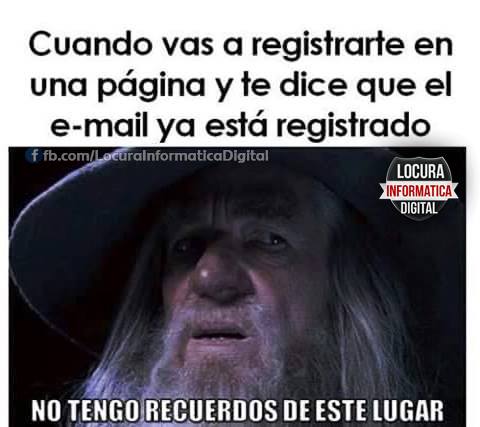 Cuando vas a registrarte en
una página y te dice que el
e-mail ya está registrado
f fb.com/LocuraInformaticaDigital
LOCURA
INFORMATICA
DIGITAL
NO TENGO RECUERDOS DE ESTE LUGAR